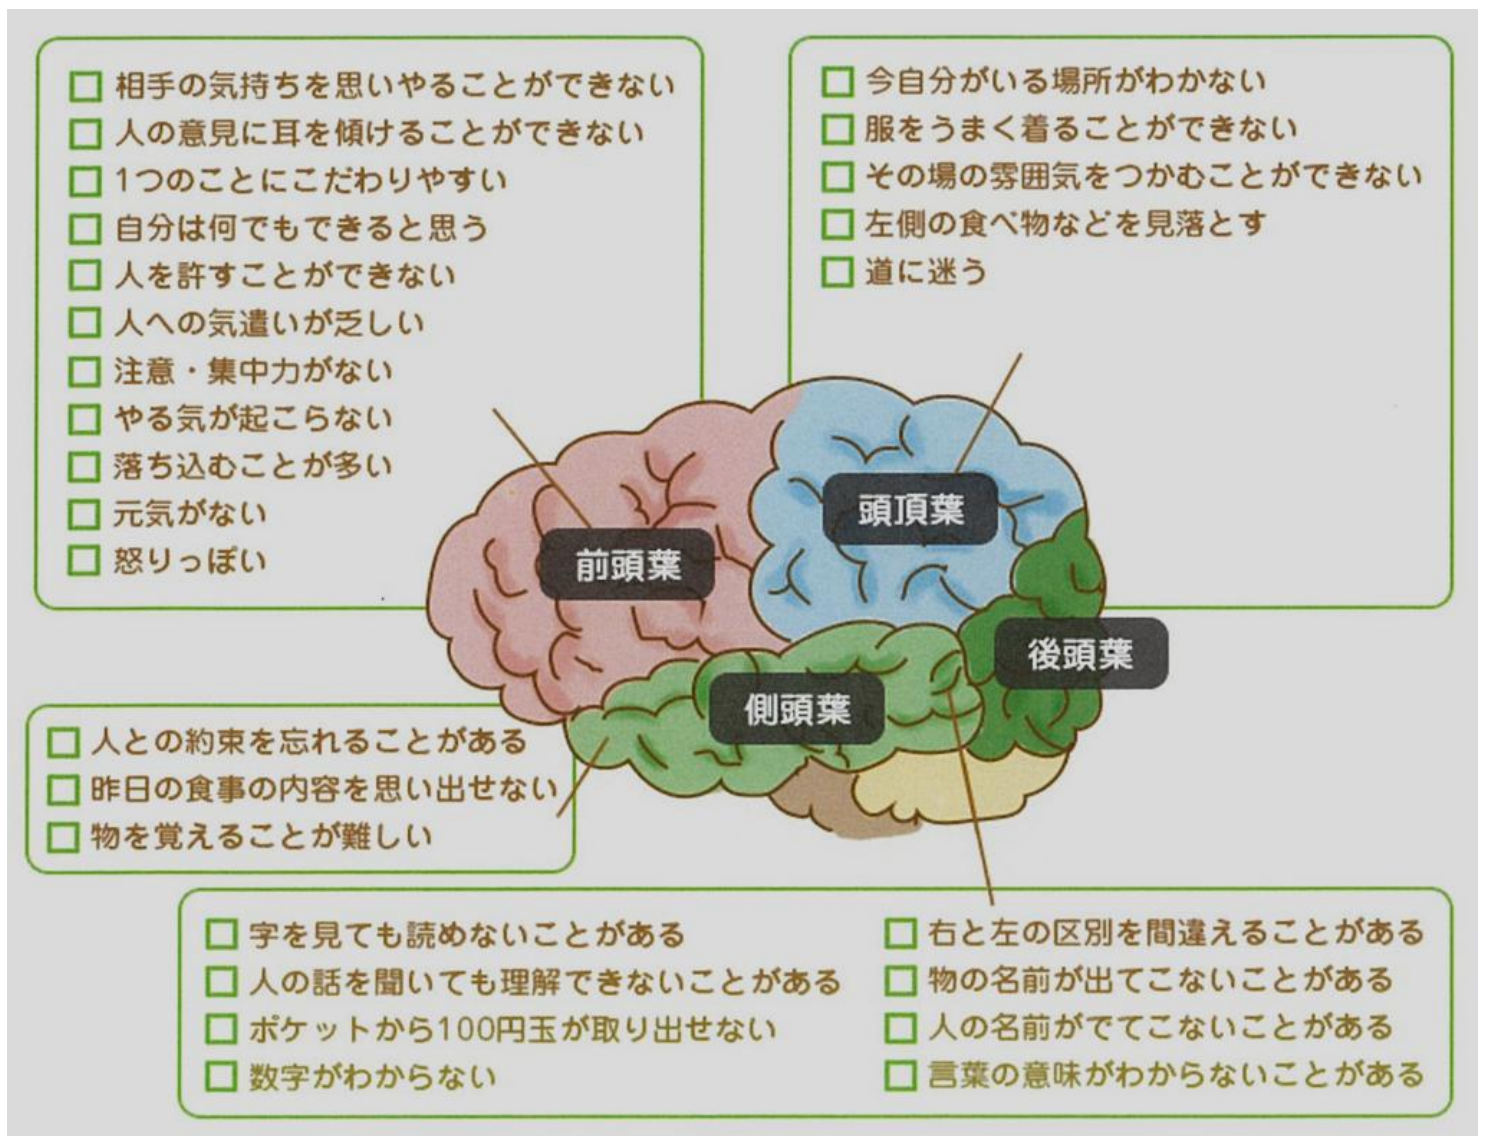 相手の気持ちを思いやることができない
人の意見に耳を傾けることができない
1つのことにこだわりやすい
自分は何でもできると思う
人を許すことができない
人への気遣いが乏しい
注意・集中力がない
やる気が起こらない
落ち込むことが多い
元気がない
怒りっぽい
今自分がいる場所がわかない
服をうまく着ることができない
その場の雰囲気をつかむことができない
左側の食べ物などを見落とす
道に迷う
頭頂葉
前頭葉
後頭葉
側頭葉
人との約束を忘れることがある
昨日の食事の内容を思い出せない
物を覚えることが難しい
字を見ても読めないことがある
人の話を聞いても理解できないことがある
ポケットから100円玉が取り出せない
数字がわからない
右と左の区別を間違えることがある
物の名前が出てこないことがある
人の名前がでてこないことがある
言葉の意味がわからないことがある